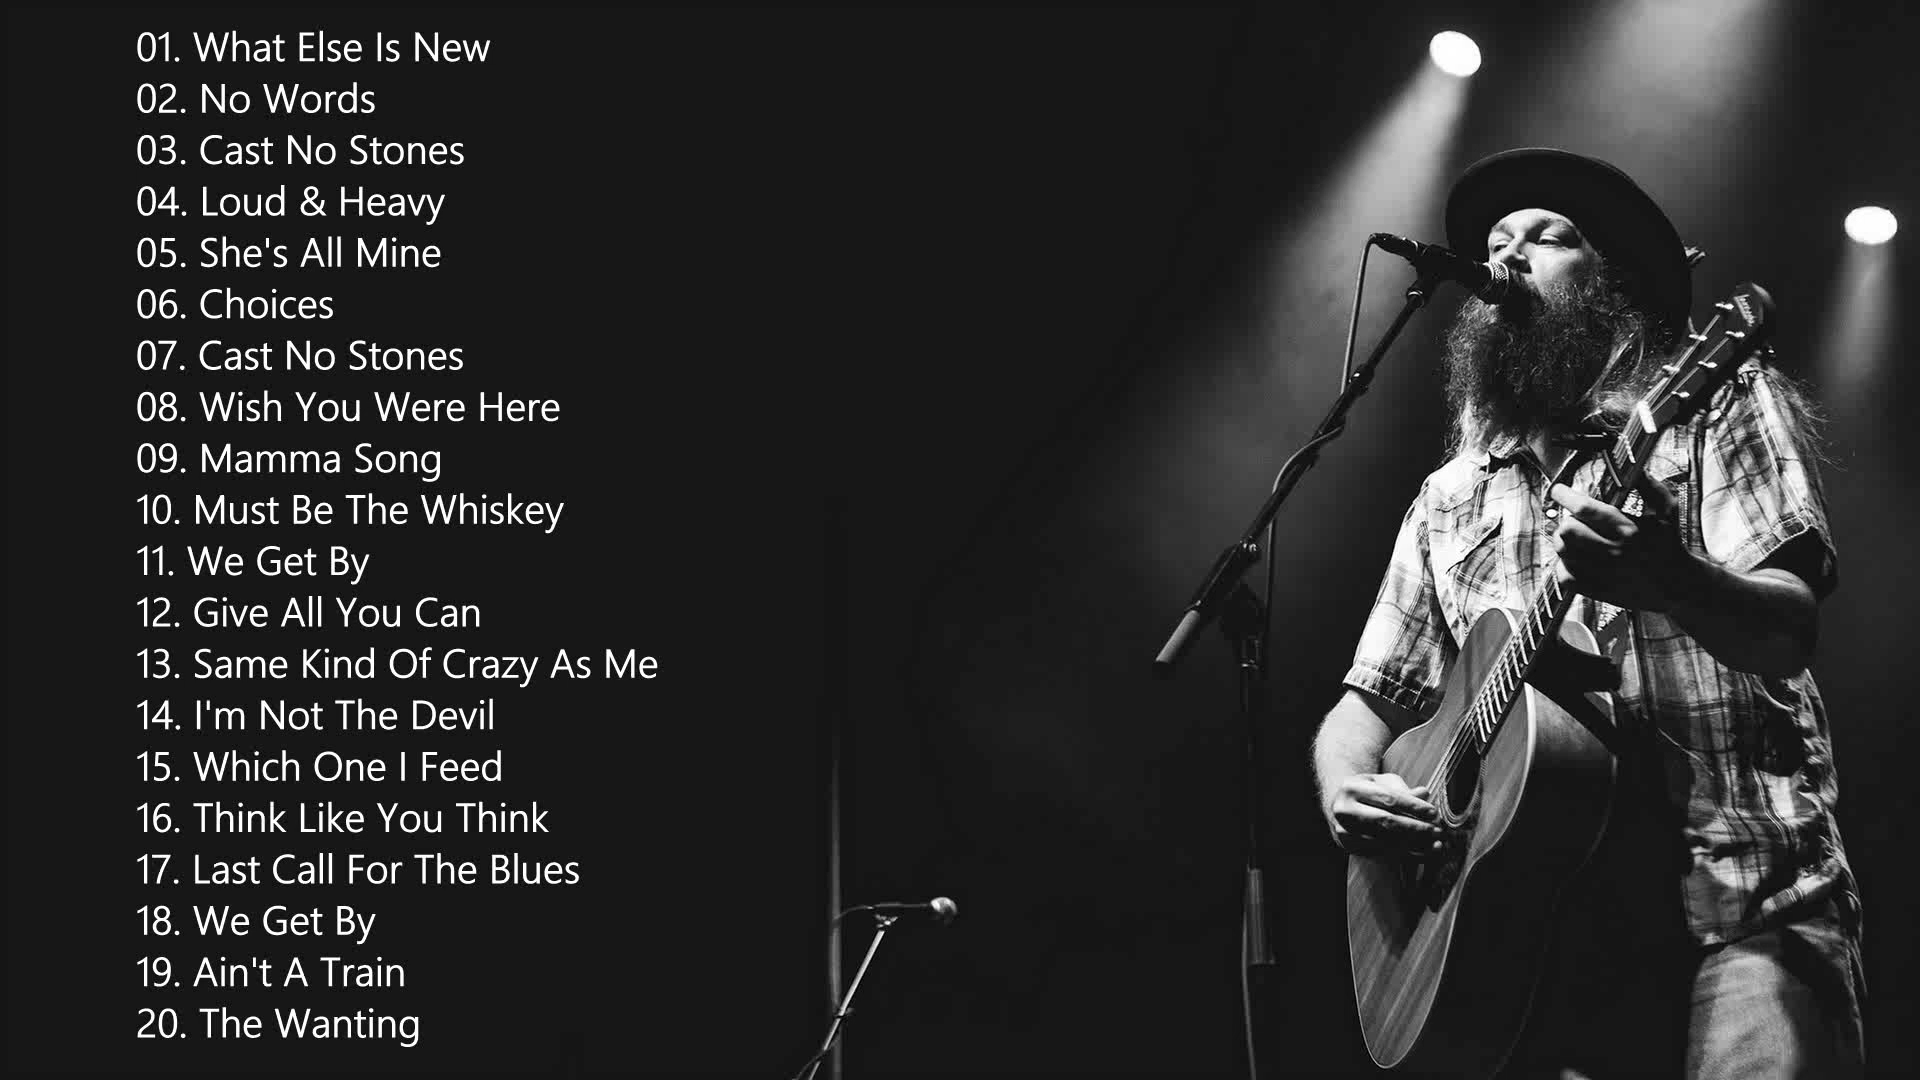 01. What Else Is New
02. No Words
03. Cast No Stones
04. Loud & Heavy
05. She's All Mine
06. Choices
07. Cast No Stones
08. Wish You Were Here
09. Mamma Song
10. Must Be The Whiskey
11. We Get By
12. Give All You Can
13. Same Kind Of Crazy As Me
14. I'm Not The Devil
15. Which One I Feed
16. Think Like You Think
17. Last Call For The Blues
18. We Get By
19. Ain't A Train
20. The Wanting